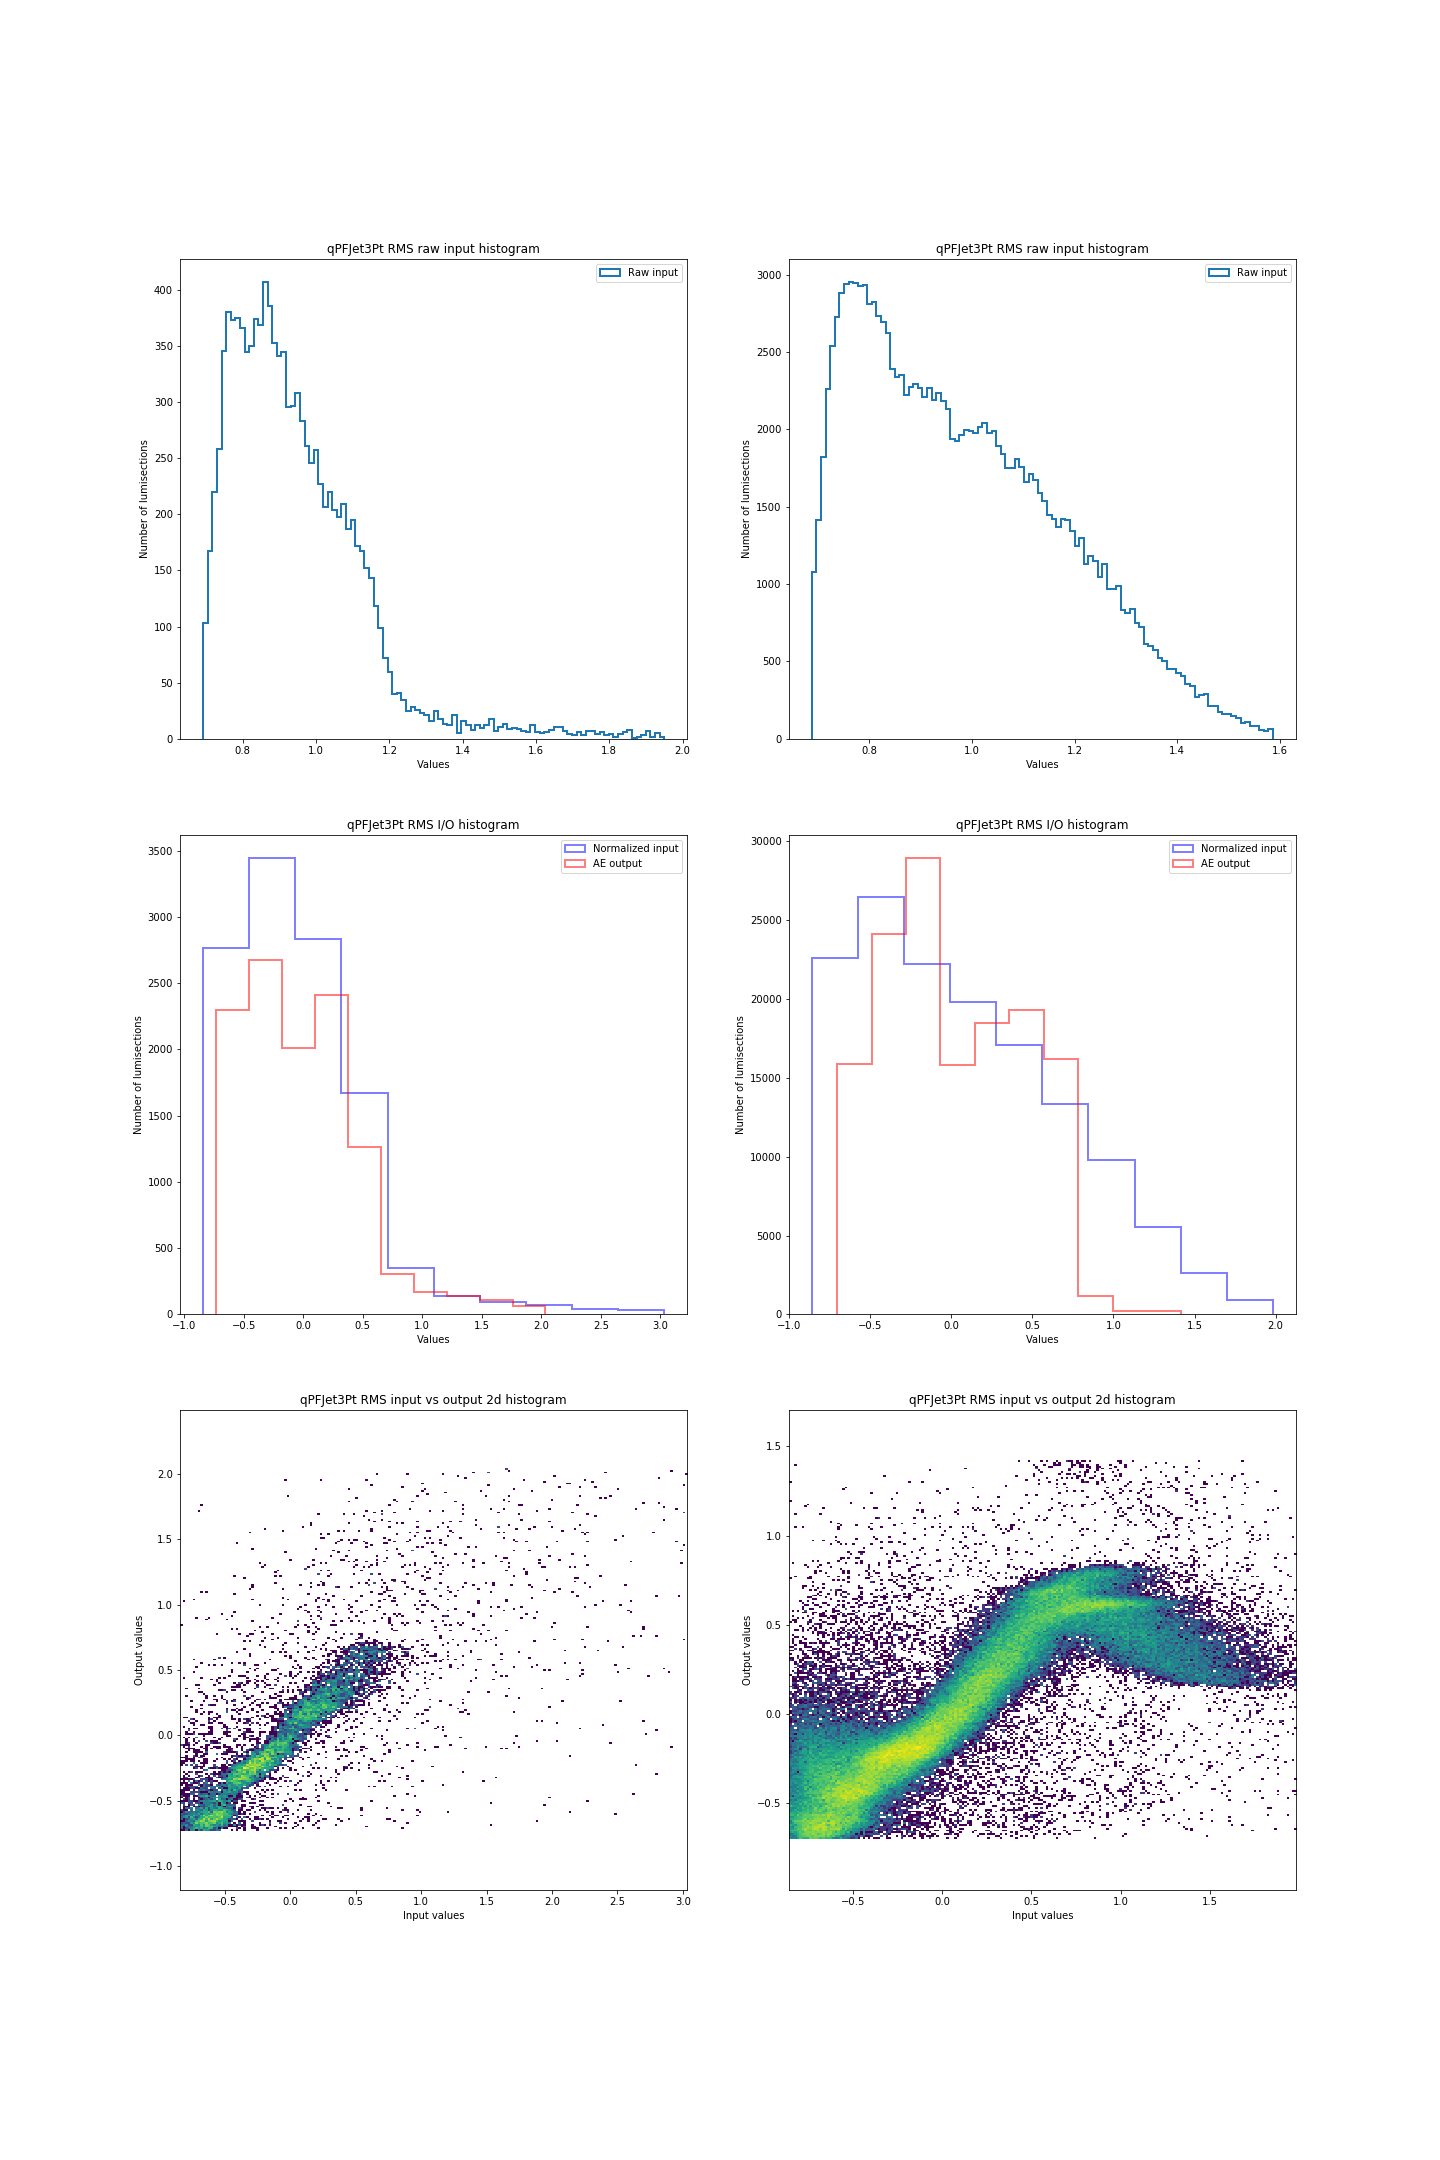 qPFJet3Pt RMS raw input histogram
Raw input
400
350
300
250
200
150
100
50
0
Number of lumisections
0.8 1.0 1.2 1.4 1.6 1.8 2.0
Values
qPFJet3Pt RMS raw input histogram
Raw input
3000
2500
2000
1500
1000
500
0
Number of lumisections
0.8 1.0 1.2 1.4 1.6
Values
qPFJet3Pt RMS I/O histogram
Normalized input
AE output
3500
3000
2500
2000
1500
1000
500
0
Number of lumisections
−1.0 −0.5 0.0 0.5 1.0 1.5 2.0 2.5 3.0
Values
qPFJet3Pt RMS I/O histogram
Normalized input
AE output
30000
25000
20000
15000
10000
5000
0
Number of lumisections
−1.0 −0.5 0.0 0.5 1.0 1.5 2.0
Values
qPFJet3Pt RMS input vs output 2d histogram
2.0
1.5
1.0
0.5
0.0
−0.5
−1.0
Output values
−0.5 0.0 0.5 1.0 1.5 2.0 2.5 3.0
Input values
qPFJet3Pt RMS input vs output 2d histogram
1.5
1.0
0.5
0.0
−0.5
Output values
−0.5 0.0 0.5 1.0 1.5
Input values